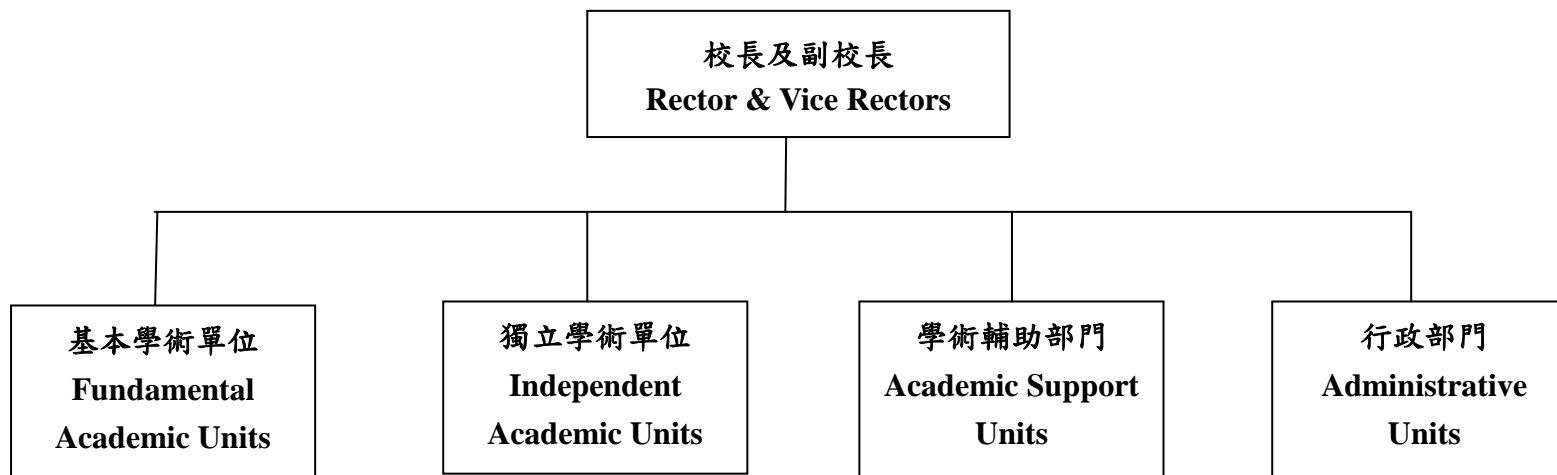 校長及副校長
Rector & Vice Rectors
基本學術單位
Fundamental
Academic Units
獨立學術單位
Independent
Academic Units
學術輔助部門
Academic Support
Units
行政部門
Administrative
Units